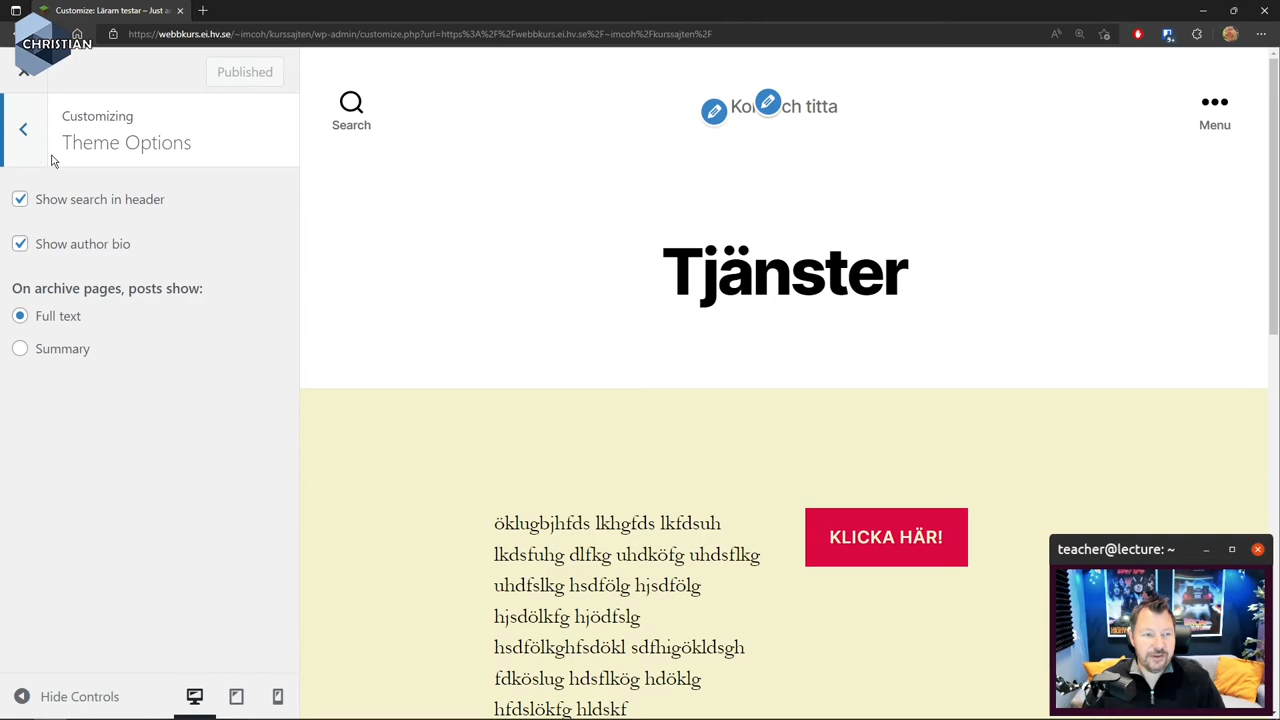 Customize: Läram testar – Just a
CHRISTIAN
https://webbkurs.ei.hv.se/~imcoh/kurssajten/wp-admin/customize.php?url=https%3A%2F%2Fwebbkurs.ei.hv.se%2F~imcoh%2Fkurssajten%2F
Published
Customizing
Theme Options
Show search in header
Show author bio
On archive pages, posts show:
Full text
Summary
Hide Controls
Search
ch titta
Menu
Tjänster
öklugbjhfds lkhgfds lkfdsuh
lkdsfuhg dlfkg uhdköfg uhdsflkg
uhdfslkg hsdfölg hjsdfölg
hjsdölkfg hjödfslg
hsdfölkghfsdökl sdfhigökldsgh
fdköslug hdsflkög hdöklg
hfdslökfg hldskf
KLICKA HÄR!
teacher@lecture: ~